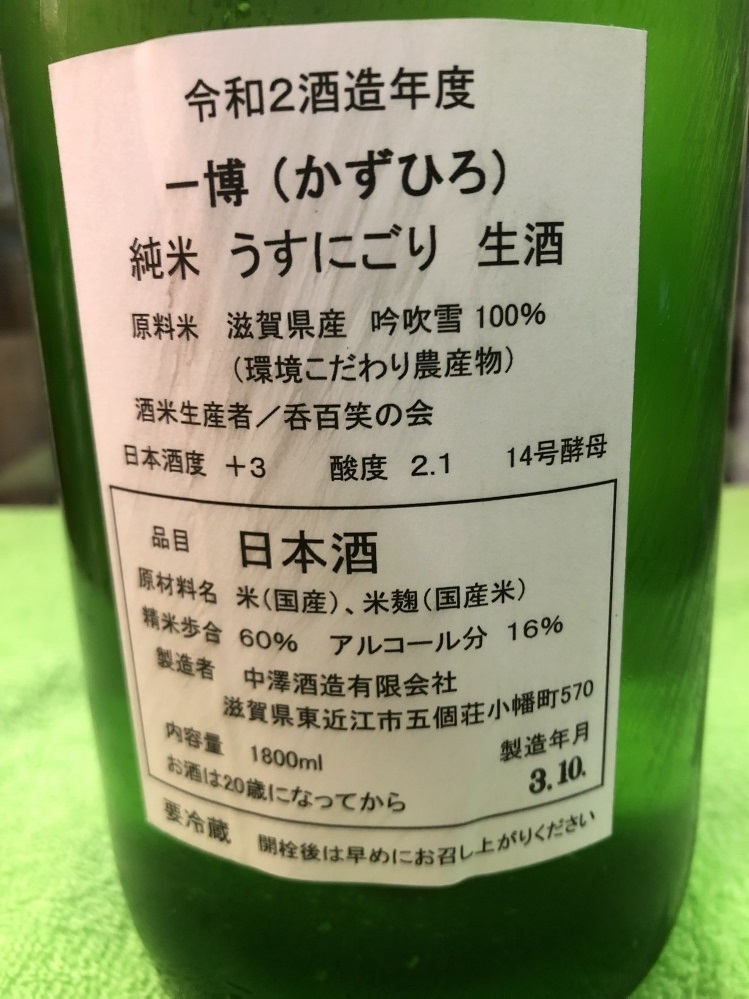 令和2酒造年度
一博（かずひろ）
純米 うすにごり 生酒
原料米 滋賀県産 吟吹雪 100%
（環境こだわり農産物）
酒米生産者／呑百笑の会
日本酒度 ＋3 酸度 2.1 14号酵母
品目 日本酒
原材料名 米（国産）、米麹（国産米）
精米歩合 60% アルコール分 16%
製造者 中澤酒造有限会社
滋賀県東近江市五個荘小幡町570
内容量 1800ml 製造年月
お酒は20歳になってから 3.10.
要冷蔵 開栓後は早めにお召し上がりください